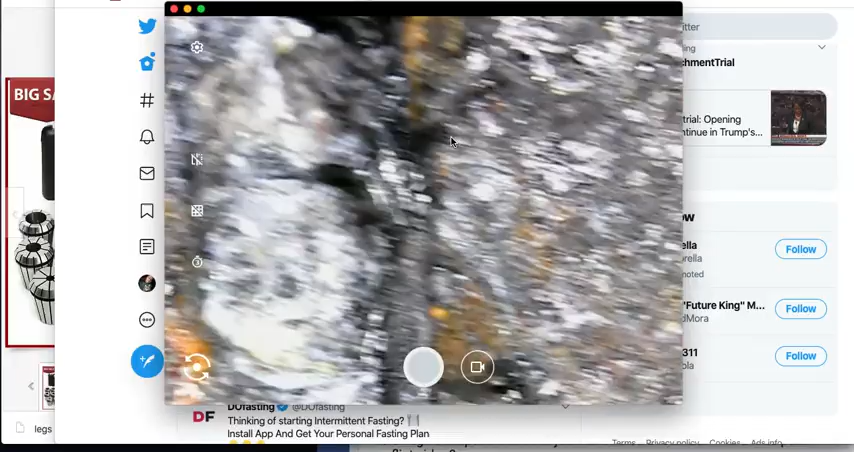 BIG SA
itter
ing
chmentTrial
trial: Opening
ntinue in Trump's...
ow
ella
rella
noted
Follow
"Future King" M...
dMora
Follow
311
ola
Follow
DOfasting @DOfasting
DF
Thinking of starting Intermittent Fasting?
Install App And Get Your Personal Fasting Plan
legs
Terms Privacy policy Cookies Ads info